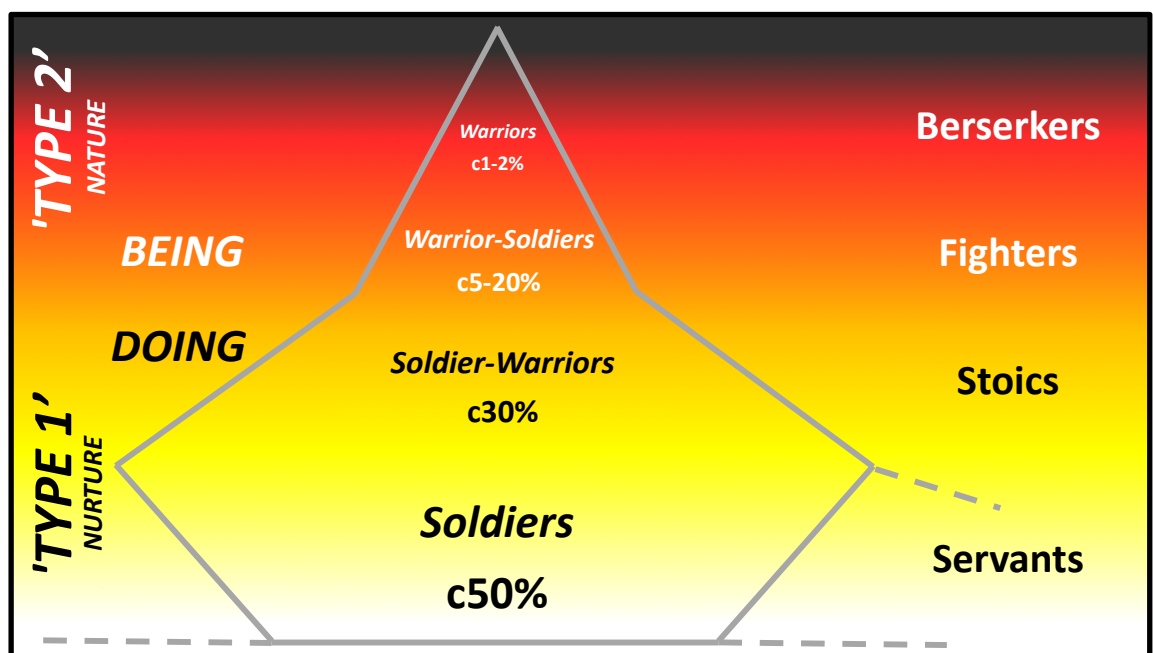 'TYPE 2'
NATURE
Warriors
c1-2%
Berserkers
BEING
Warrior-Soldiers
c5-20%
Fighters
DOING
Soldier-Warriors
c30%
Stoics
'TYPE 1'
NURTURE
Soldiers
c50%
Servants